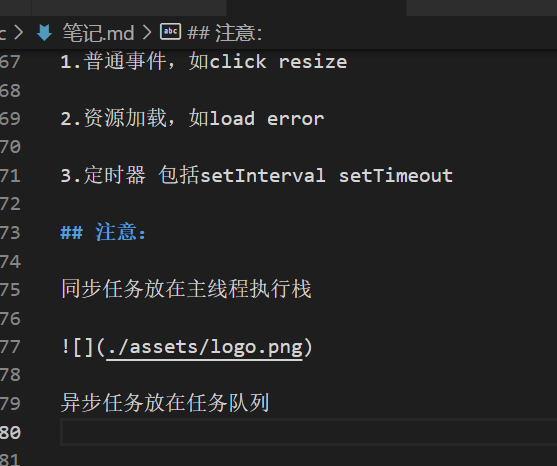 c > 笔记.md > ## 注意:
67 1.普通事件，如click resize
68
69 2.资源加载，如load error
70
71 3.定时器 包括setInterval setTimeout
72
73 ## 注意：
74
75 同步任务放在主线程执行栈
76
77 ![](./assets/logo.png)
78
79 异步任务放在任务队列
80
81